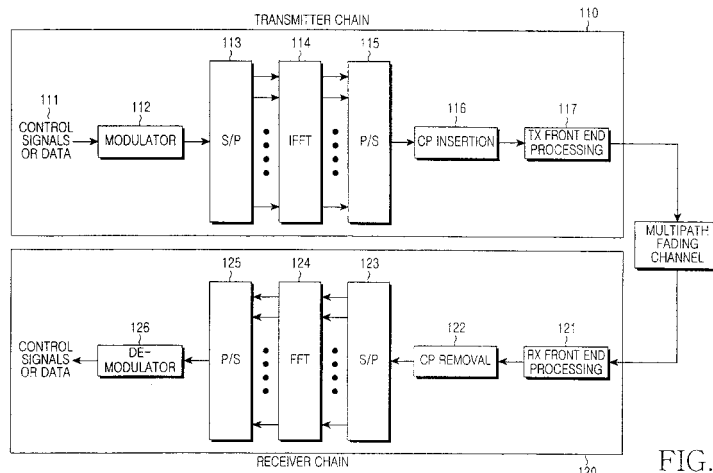 TRANSMITTER CHAIN
110
113
114
115
111
112
116
117
CONTROL
SIGNALS
OR DATA
MODULATOR
S/P
IFFT
P/S
CP INSERTION
TX FRONT END
PROCESSING
MULTIPATH
FADING
CHANNEL
125
124
123
126
122
121
CONTROL
SIGNALS
OR DATA
DE-
MODULATOR
P/S
FFT
S/P
CP REMOVAL
RX FRONT END
PROCESSING
RECEIVER CHAIN
120
FIG.